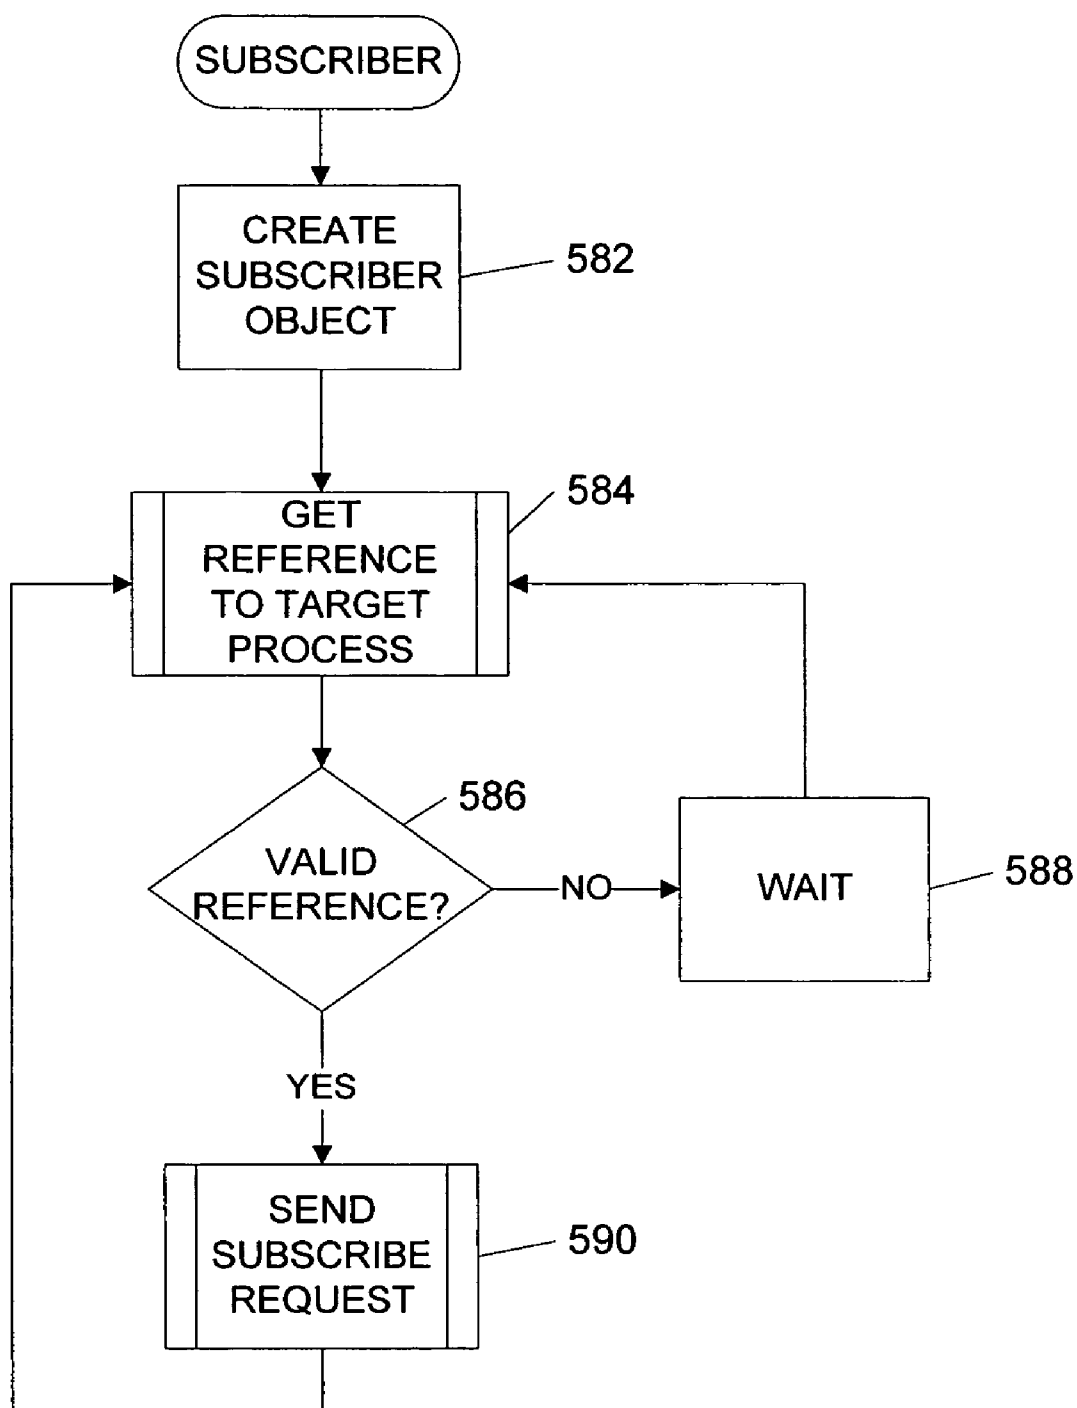 SUBSCRIBER
CREATE
SUBSCRIBER
OBJECT
582
584
GET
REFERENCE
TO TARGET
PROCESS
586
VALID
REFERENCE?
NO
WAIT
588
YES
SEND
SUBSCRIBE
REQUEST
590